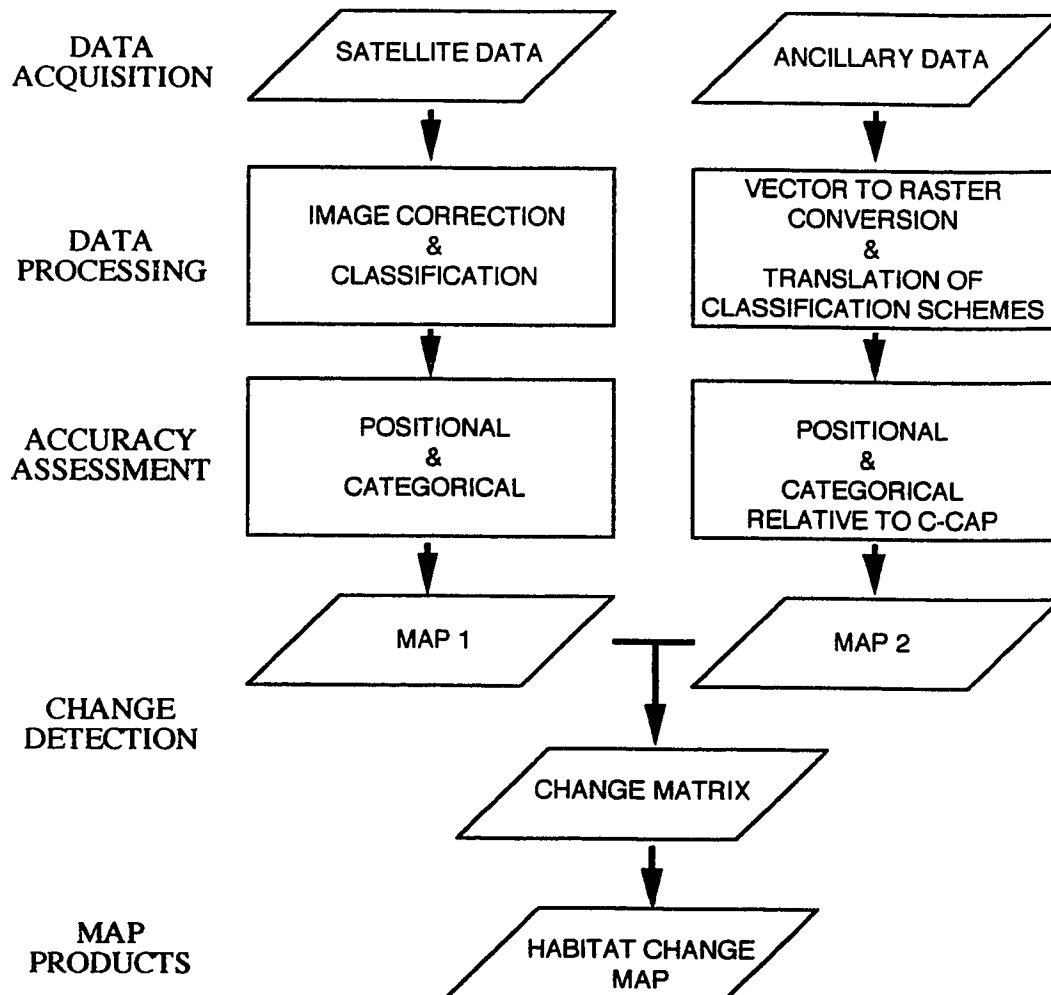 DATA
ACQUISITION
SATELLITE DATA
ANCILLARY DATA
DATA
PROCESSING
IMAGE CORRECTION
&
CLASSIFICATION
VECTOR TO RASTER
CONVERSION
&
TRANSLATION OF
CLASSIFICATION SCHEMES
ACCURACY
ASSESSMENT
POSITIONAL
&
CATEGORICAL
POSITIONAL
&
CATEGORICAL
RELATIVE TO C-CAP
MAP 1
MAP 2
CHANGE
DETECTION
CHANGE MATRIX
MAP
PRODUCTS
HABITAT CHANGE
MAP